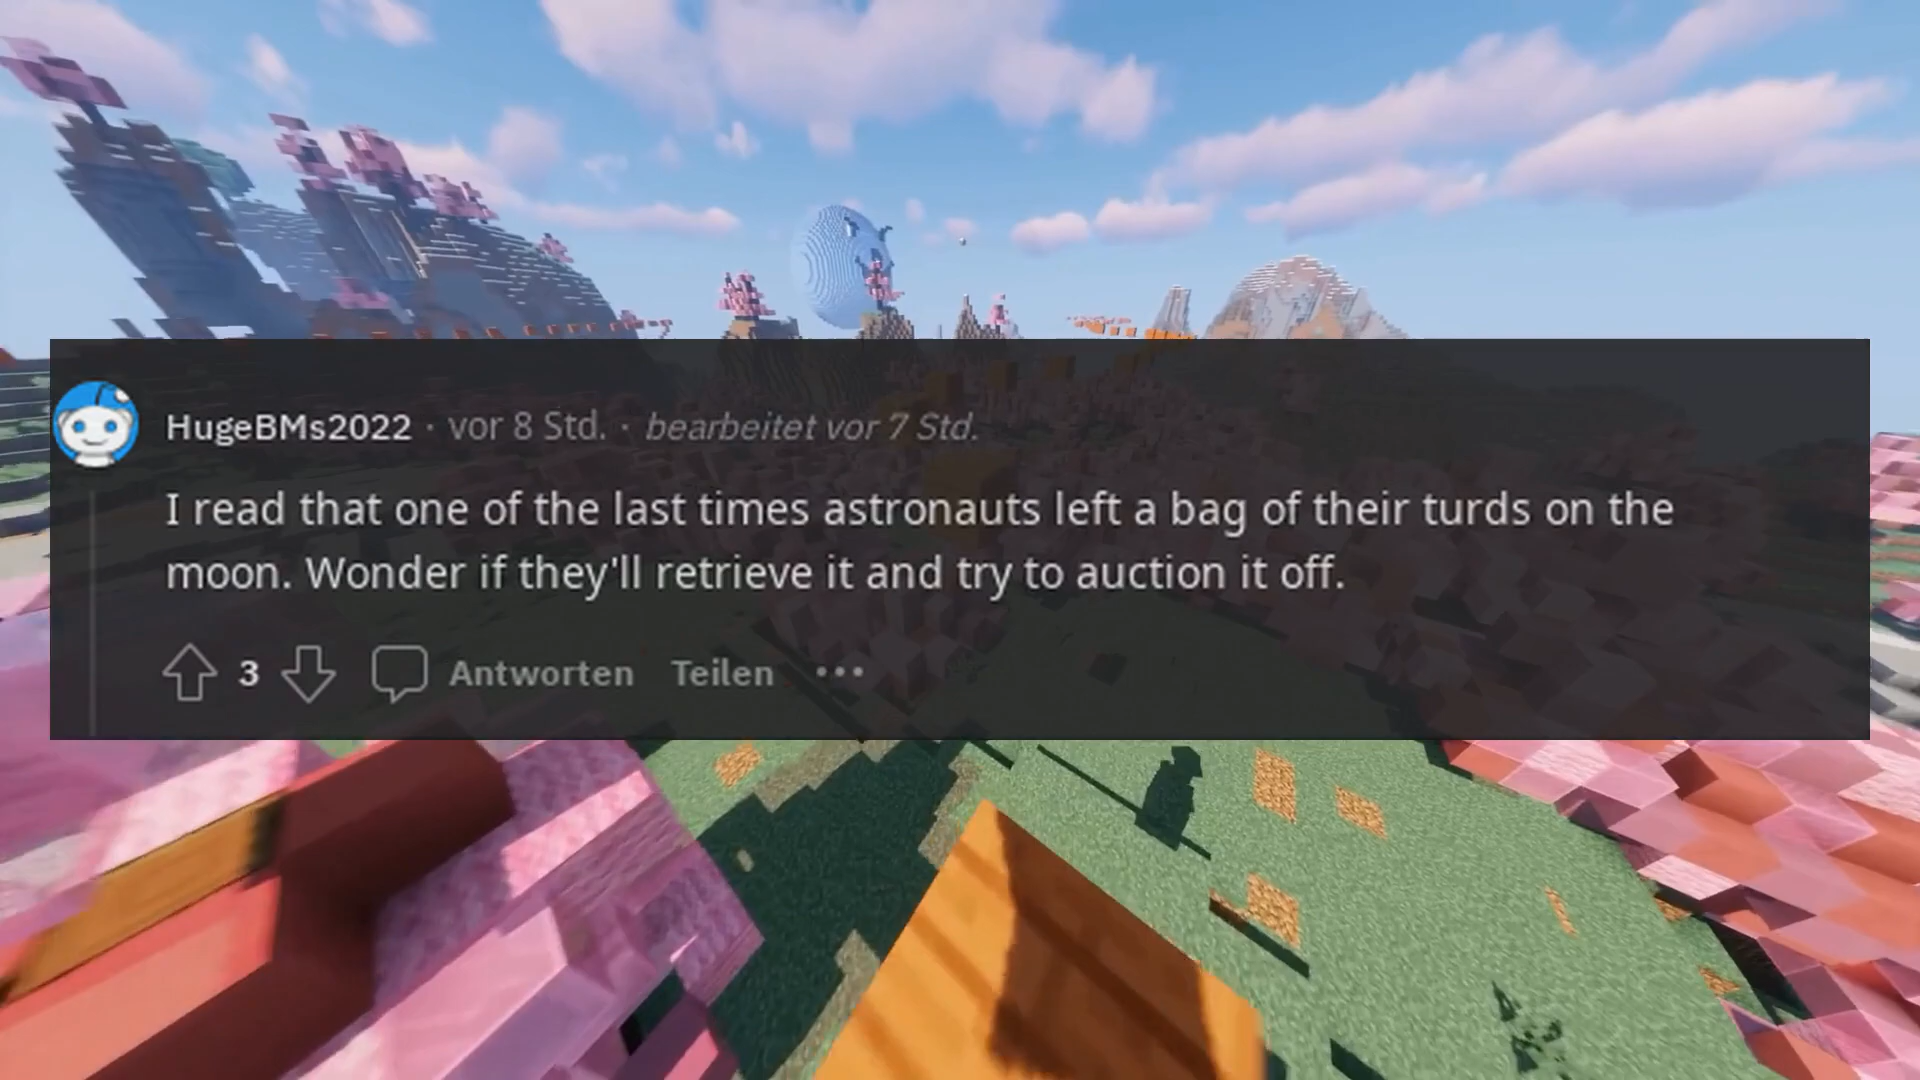 HugeBMs2022 · vor 8 Std. · bearbeitet vor 7 Std.
I read that one of the last times astronauts left a bag of their turds on the
moon. Wonder if they'll retrieve it and try to auction it off.
3 Antworten Teilen ···